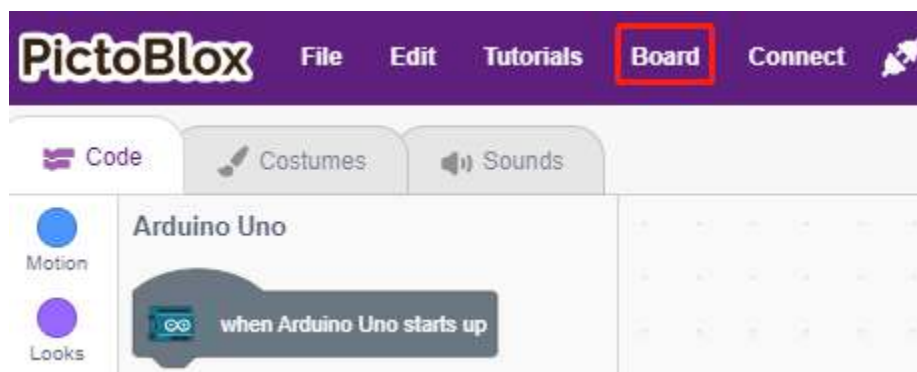 PictoBlox File Edit Tutorials Board Connect
Code Costumes Sounds
Arduino Uno
Motion
when Arduino Uno starts up
Looks